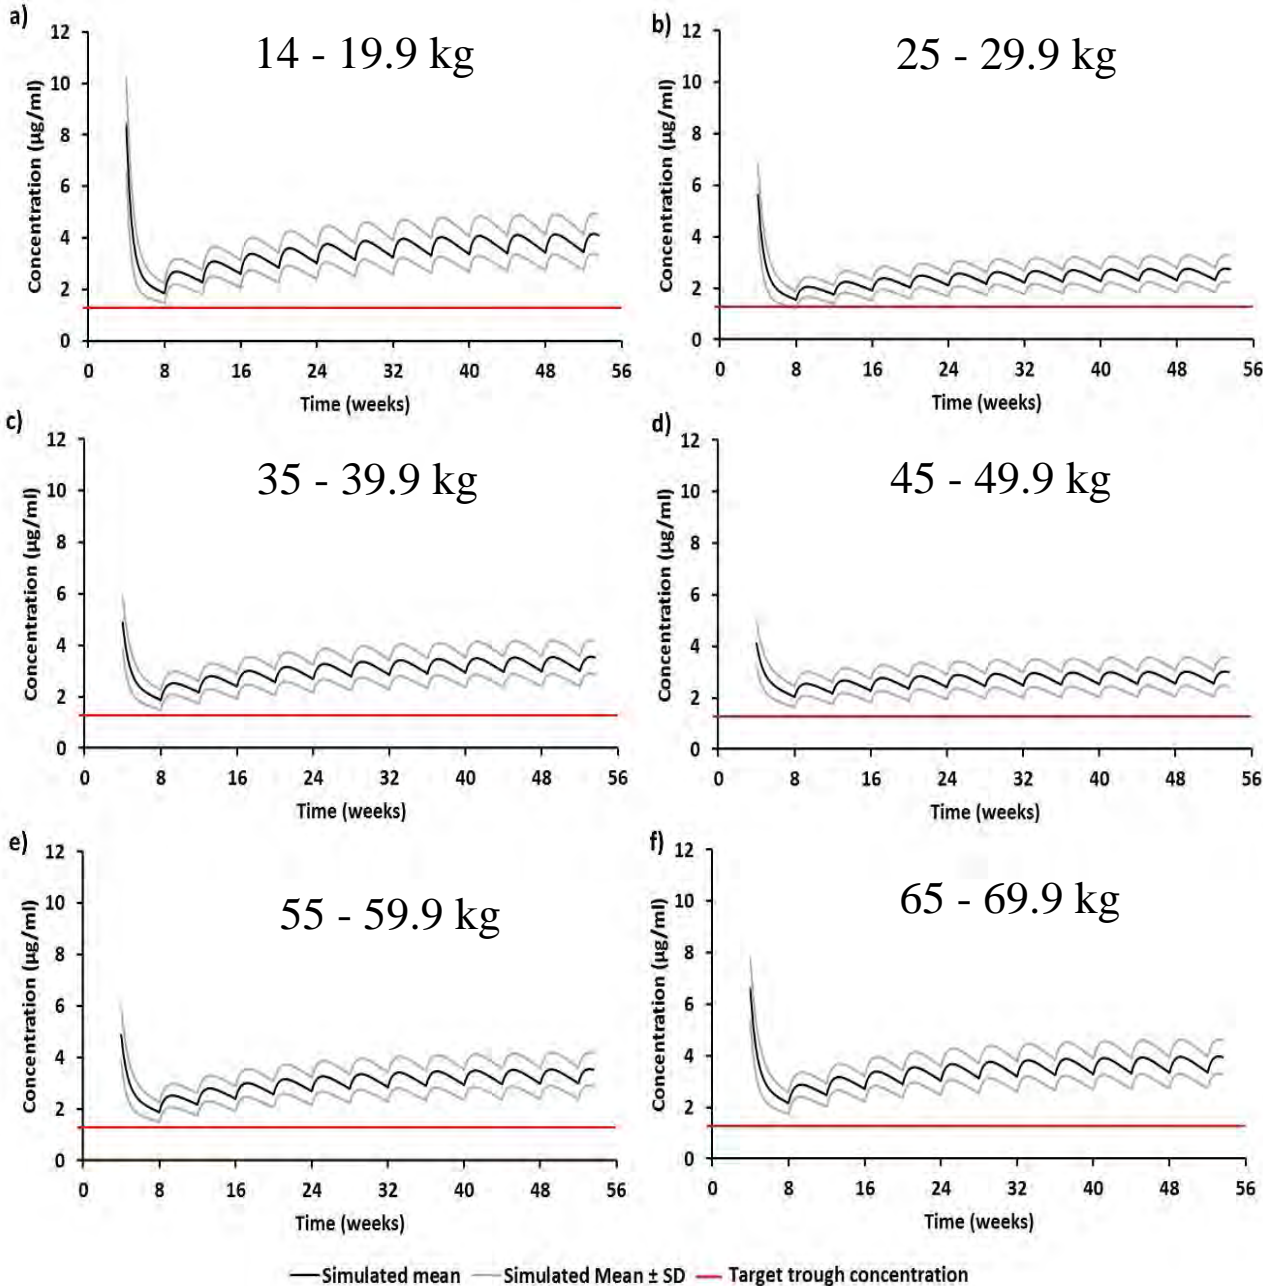 a)
14 - 19.9 kg
Concentration (µg/ml)
12
10
8
6
4
2
0
0 8 16 24 32 40 48 56
Time (weeks)
b)
25 - 29.9 kg
Concentration (µg/ml)
12
10
8
6
4
2
0
0 8 16 24 32 40 48 56
Time (weeks)
c)
35 - 39.9 kg
Concentration (µg/ml)
12
10
8
6
4
2
0
0 8 16 24 32 40 48 56
Time (weeks)
d)
45 - 49.9 kg
Concentration (µg/ml)
12
10
8
6
4
2
0
0 8 16 24 32 40 48 56
Time (weeks)
e)
55 - 59.9 kg
Concentration (µg/ml)
12
10
8
6
4
2
0
0 8 16 24 32 40 48 56
Time (weeks)
f)
65 - 69.9 kg
Concentration (µg/ml)
12
10
8
6
4
2
0
0 8 16 24 32 40 48 56
Time (weeks)
Simulated mean Simulated Mean ± SD Target trough concentration